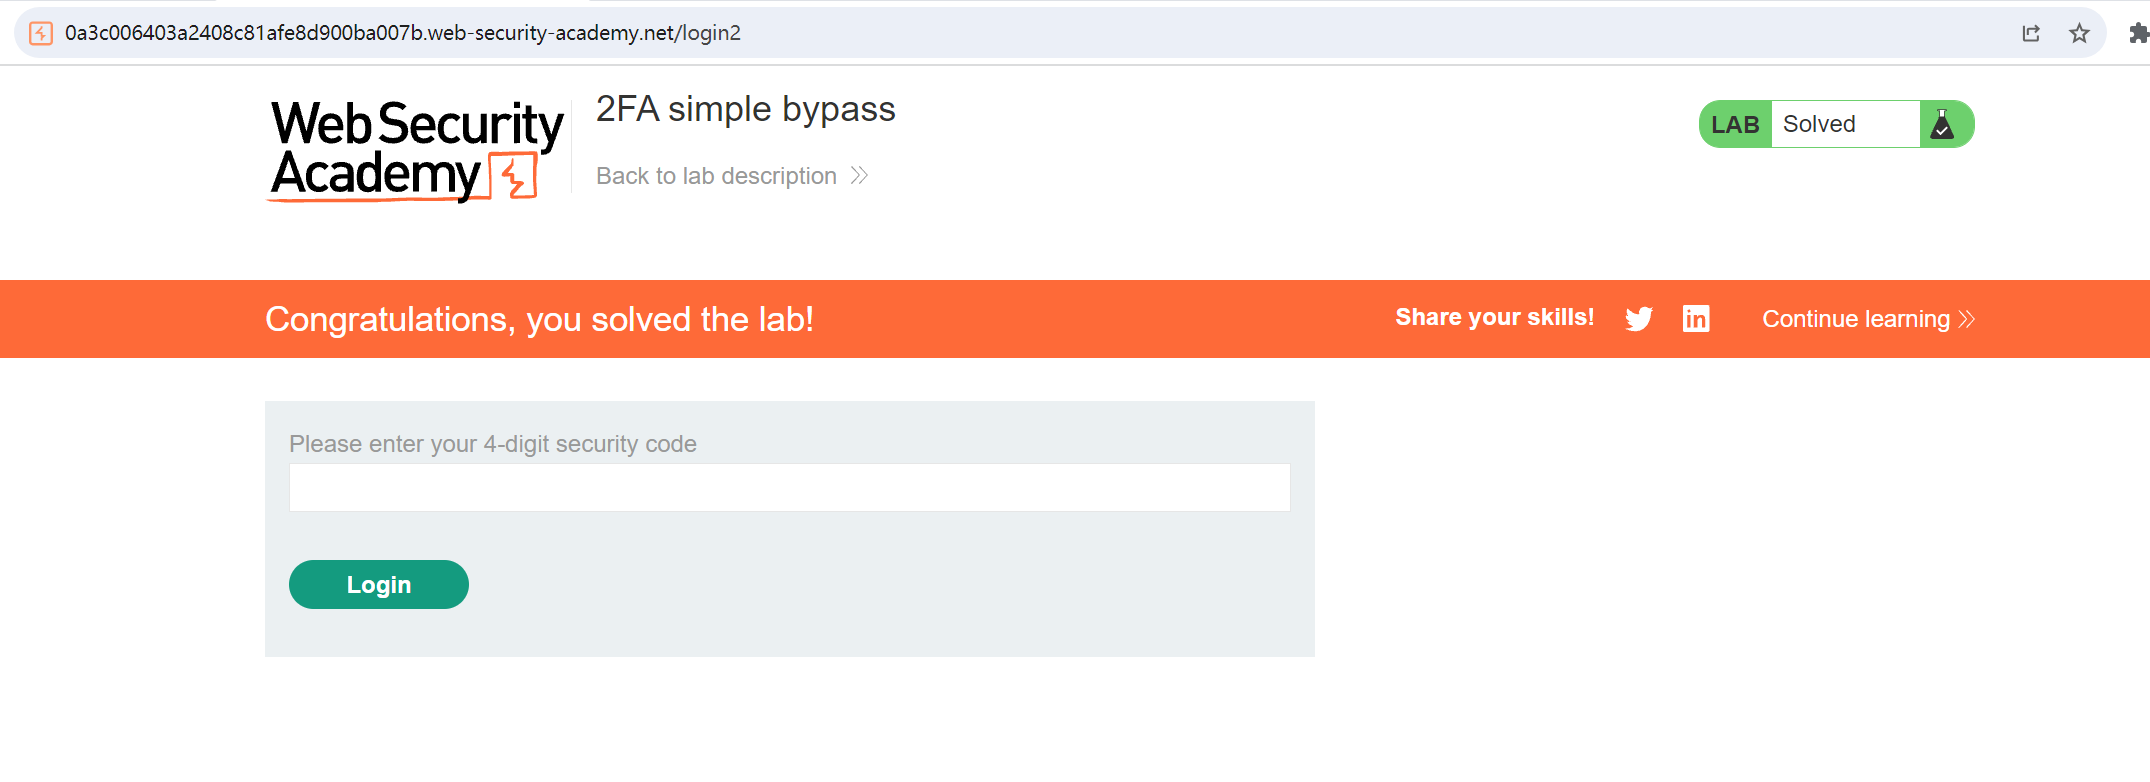 0a3c006403a2408c81afe8d900ba007b.web-security-academy.net/login2
Web Security
Academy
2FA simple bypass
Back to lab description
LAB Solved
Congratulations, you solved the lab!
Share your skills!
Continue learning
Please enter your 4-digit security code
Login